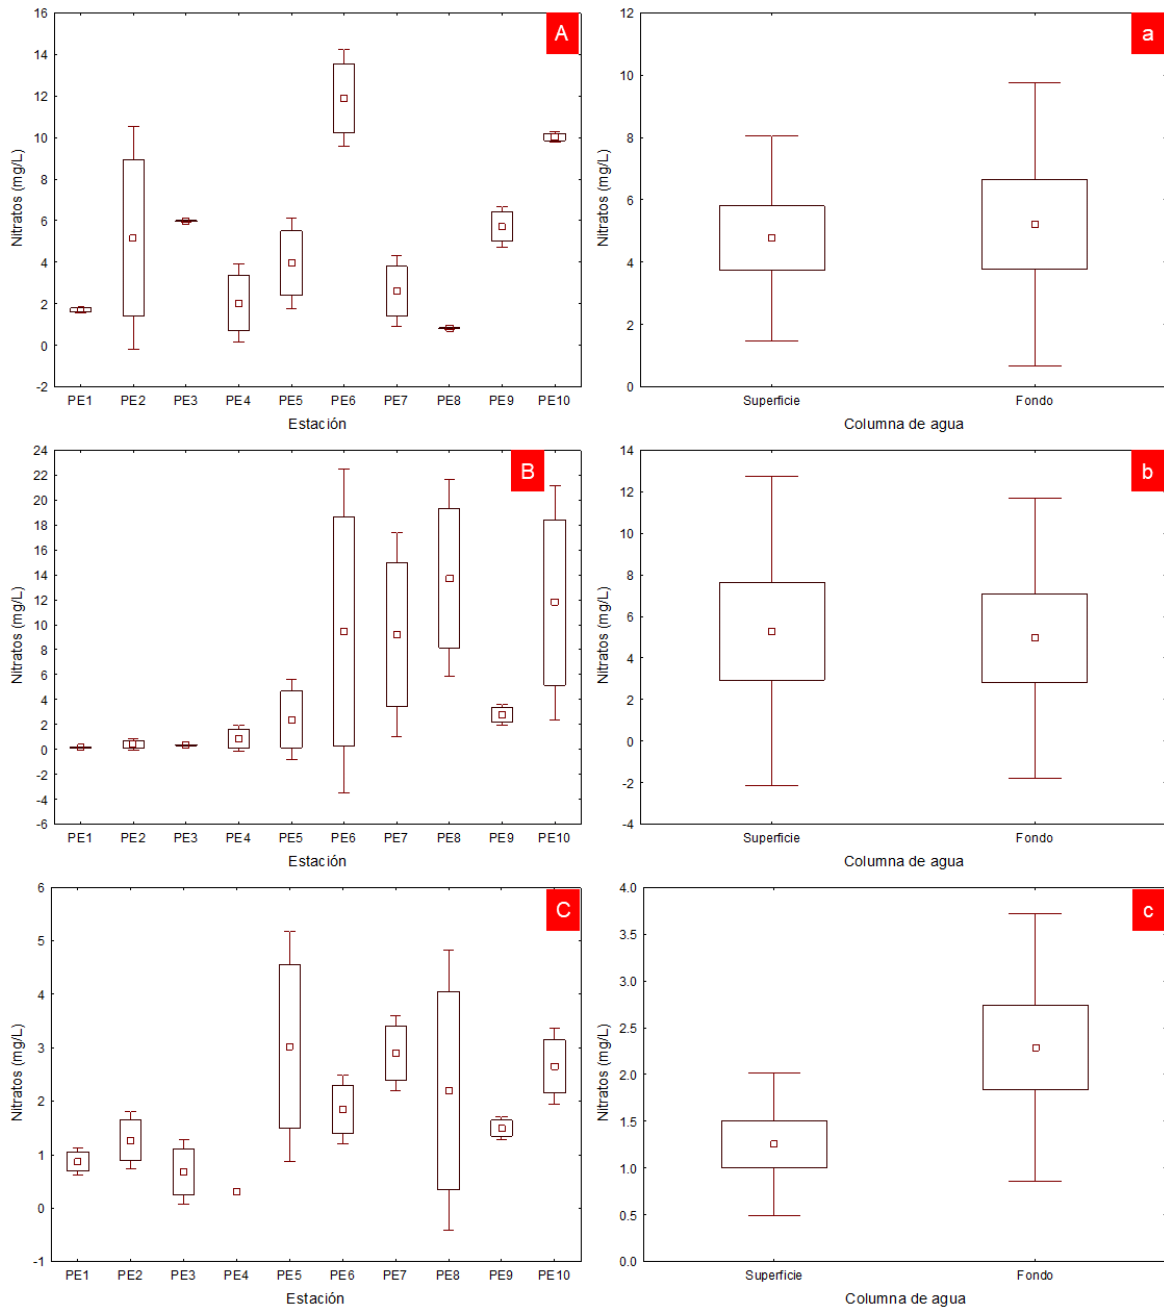 A
Nitratos (mg/L)
16
14
12
10
8
6
4
2
0
-2
PE1 PE2 PE3 PE4 PE5 PE6 PE7 PE8 PE9 PE10
Estación
a
Nitratos (mg/L)
12
10
8
6
4
2
0
Superficie Fondo
Columna de agua
B
Nitratos (mg/L)
24
22
20
18
16
14
12
10
8
6
4
2
0
-2
-4
-6
PE1 PE2 PE3 PE4 PE5 PE6 PE7 PE8 PE9 PE10
Estación
b
Nitratos (mg/L)
14
12
10
8
6
4
2
0
-2
-4
Superficie Fondo
Columna de agua
C
Nitratos (mg/L)
6
5
4
3
2
1
0
-1
PE1 PE2 PE3 PE4 PE5 PE6 PE7 PE8 PE9 PE10
Estación
c
Nitratos (mg/L)
4.0
3.5
3.0
2.5
2.0
1.5
1.0
0.5
0.0
Superficie Fondo
Columna de agua